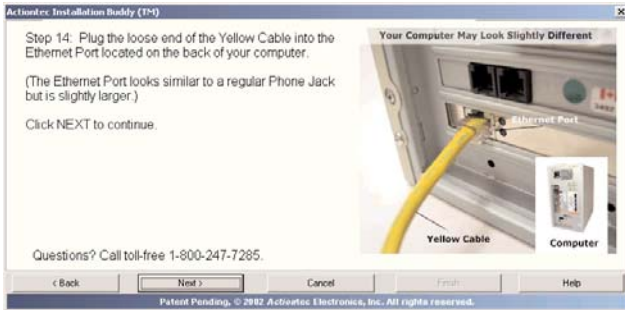 Actiontec Installation Buddy (TM)
Step 14: Plug the loose end of the Yellow Cable into the
Ethernet Port located on the back of your computer.
(The Ethernet Port looks similar to a regular Phone Jack
but is slightly larger.)
Click NEXT to continue.
Questions? Call toll-free 1-800-247-7285.
Your Computer May Look Slightly Different
Ethernet Port
Yellow Cable
Computer
< Back
Next >
Cancel
Finish
Help
Patent Pending, © 2002 Actiontec Electronics, Inc. All rights reserved.